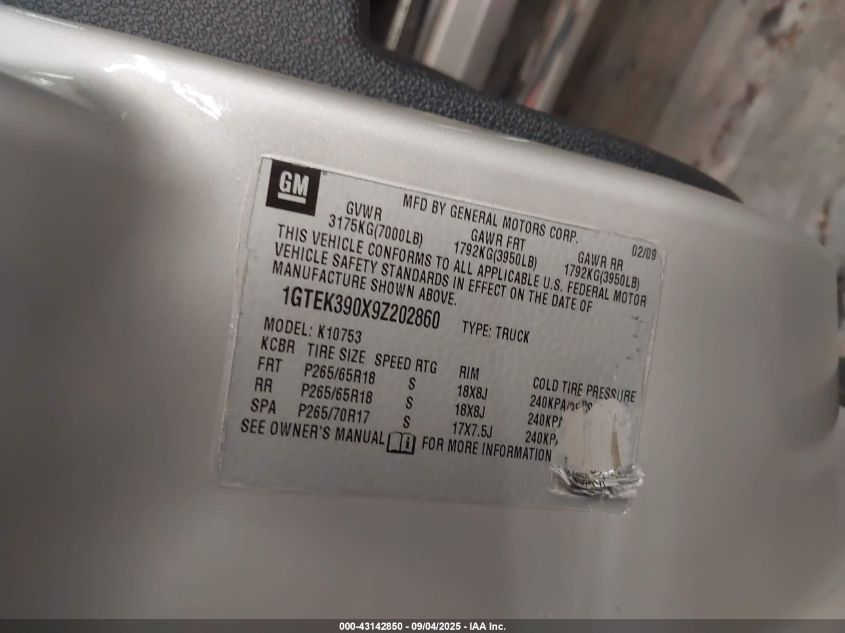 GM
MFD BY GENERAL MOTORS CORP.
02/09
GVWR GAWR FRT GAWR RR
3175KG(7000LB) 1792KG(3950LB) 1792KG(3950LB)
THIS VEHICLE CONFORMS TO ALL APPLICABLE U.S. FEDERAL MOTOR
VEHICLE SAFETY STANDARDS IN EFFECT ON THE DATE OF
MANUFACTURE SHOWN ABOVE.
1GTEK390X9Z202860 TYPE: TRUCK
MODEL: K10753
KCBR TIRE SIZE SPEED RTG RIM COLD TIRE PRESSURE
FRT P265/65R18 S 18X8J 240KPA
RR P265/65R18 S 18X8J 240KPA
SPA P265/70R17 S 17X7.5J 240KPA
SEE OWNER'S MANUAL FOR MORE INFORMATION
000-43142850 - 09/04/2025 - IAA Inc.